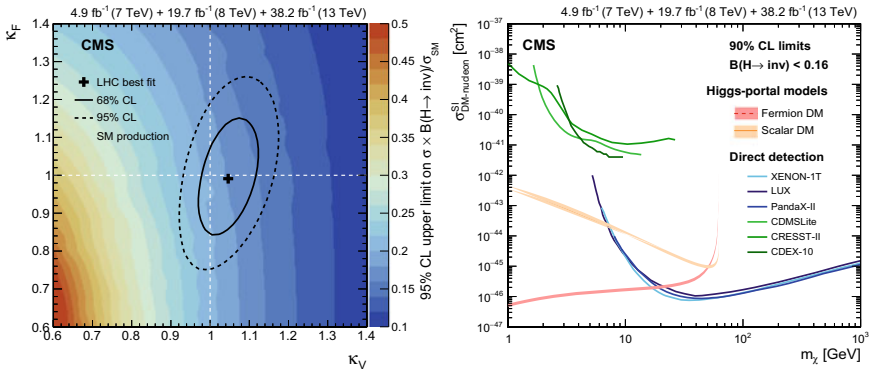 4.9 fb⁻¹ (7 TeV) + 19.7 fb⁻¹ (8 TeV) + 38.2 fb⁻¹ (13 TeV)
κF
1.4
1.3
1.2
1.1
1
0.9
0.8
0.7
0.6
CMS
LHC best fit
68% CL
95% CL
SM production
0.6 0.7 0.8 0.9 1.0 1.1 1.2 1.3 1.4
κV
0.5
0.45
0.4
0.35
0.3
0.25
0.2
0.15
0.1
95% CL upper limit on σ × B(H→ inv)/σSM
4.9 fb⁻¹ (7 TeV) + 19.7 fb⁻¹ (8 TeV) + 38.2 fb⁻¹ (13 TeV)
σ^SI DM-nucleon [cm²]
10⁻³⁷
10⁻³⁸
10⁻³⁹
10⁻⁴⁰
10⁻⁴¹
10⁻⁴²
10⁻⁴³
10⁻⁴⁴
10⁻⁴⁵
10⁻⁴⁶
10⁻⁴⁷
CMS
90% CL limits
B(H→ inv) < 0.16
Higgs-portal models
Fermion DM
Scalar DM
Direct detection
XENON-1T
LUX
PandaX-II
CDMSLite
CRESST-II
CDEX-10
1 10 10² 10³
mχ [GeV]